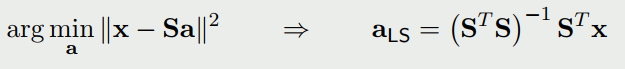 arg min_a ‖x − Sa‖² ⇒ a_LS = (SᵀS)⁻¹ Sᵀx